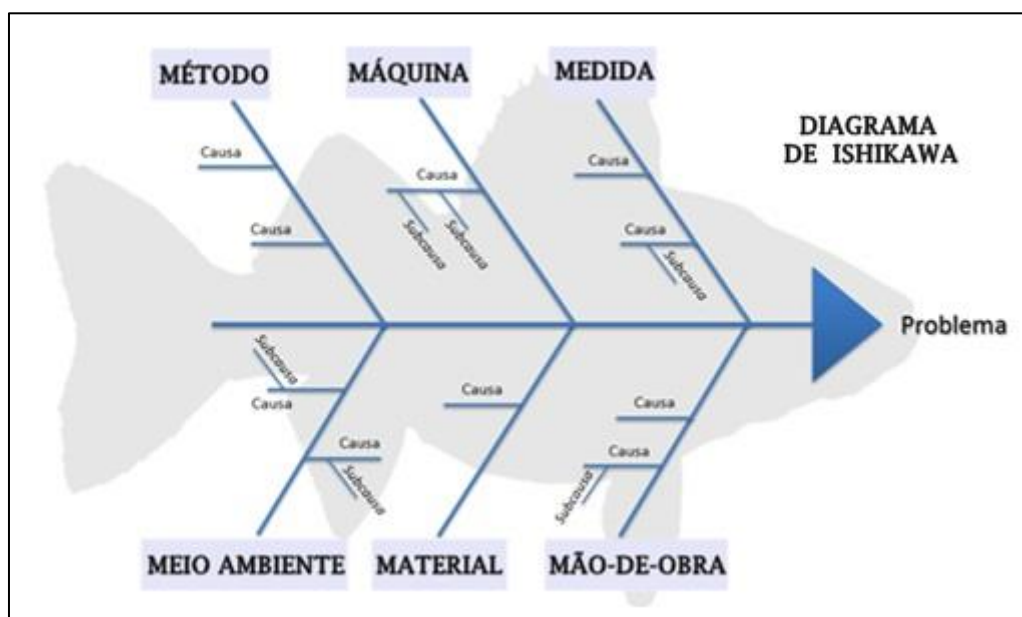 MÉTODO
MÁQUINA
MEDIDA
DIAGRAMA
DE ISHIKAWA
Causa
Causa
Causa
Subcausa
Subcausa
Causa
Causa
Subcausa
Problema
Subcausa
Causa
Causa
Subcausa
Causa
Causa
Causa
Subcausa
MEIO AMBIENTE
MATERIAL
MÃO-DE-OBRA